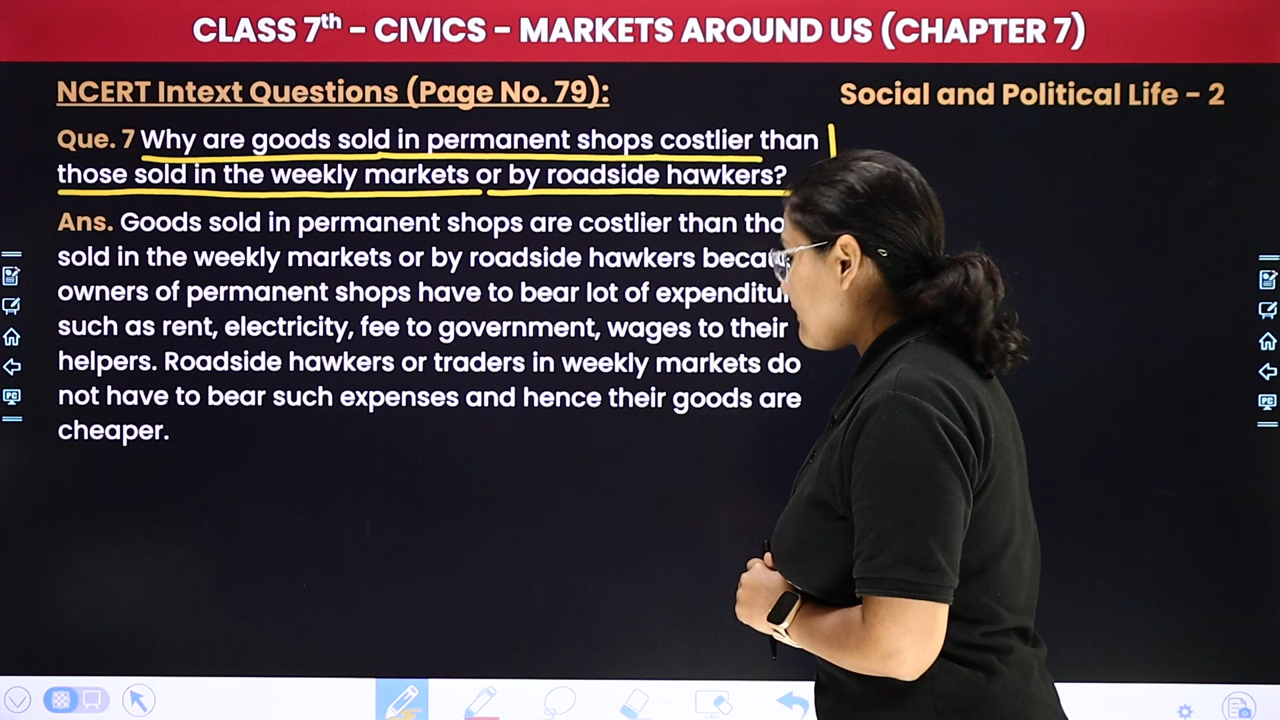 CLASS 7th - CIVICS - MARKETS AROUND US (CHAPTER 7)
NCERT Intext Questions (Page No. 79):
Social and Political Life - 2
Que. 7 Why are goods sold in permanent shops costlier than
those sold in the weekly markets or by roadside hawkers?
Ans. Goods sold in permanent shops are costlier than
sold in the weekly markets or by roadside hawkers
owners of permanent shops have to bear lot of
such as rent, electricity, fee to government, wages to their
helpers. Roadside hawkers or traders in weekly markets do
not have to bear such expenses and hence their goods are
cheaper.